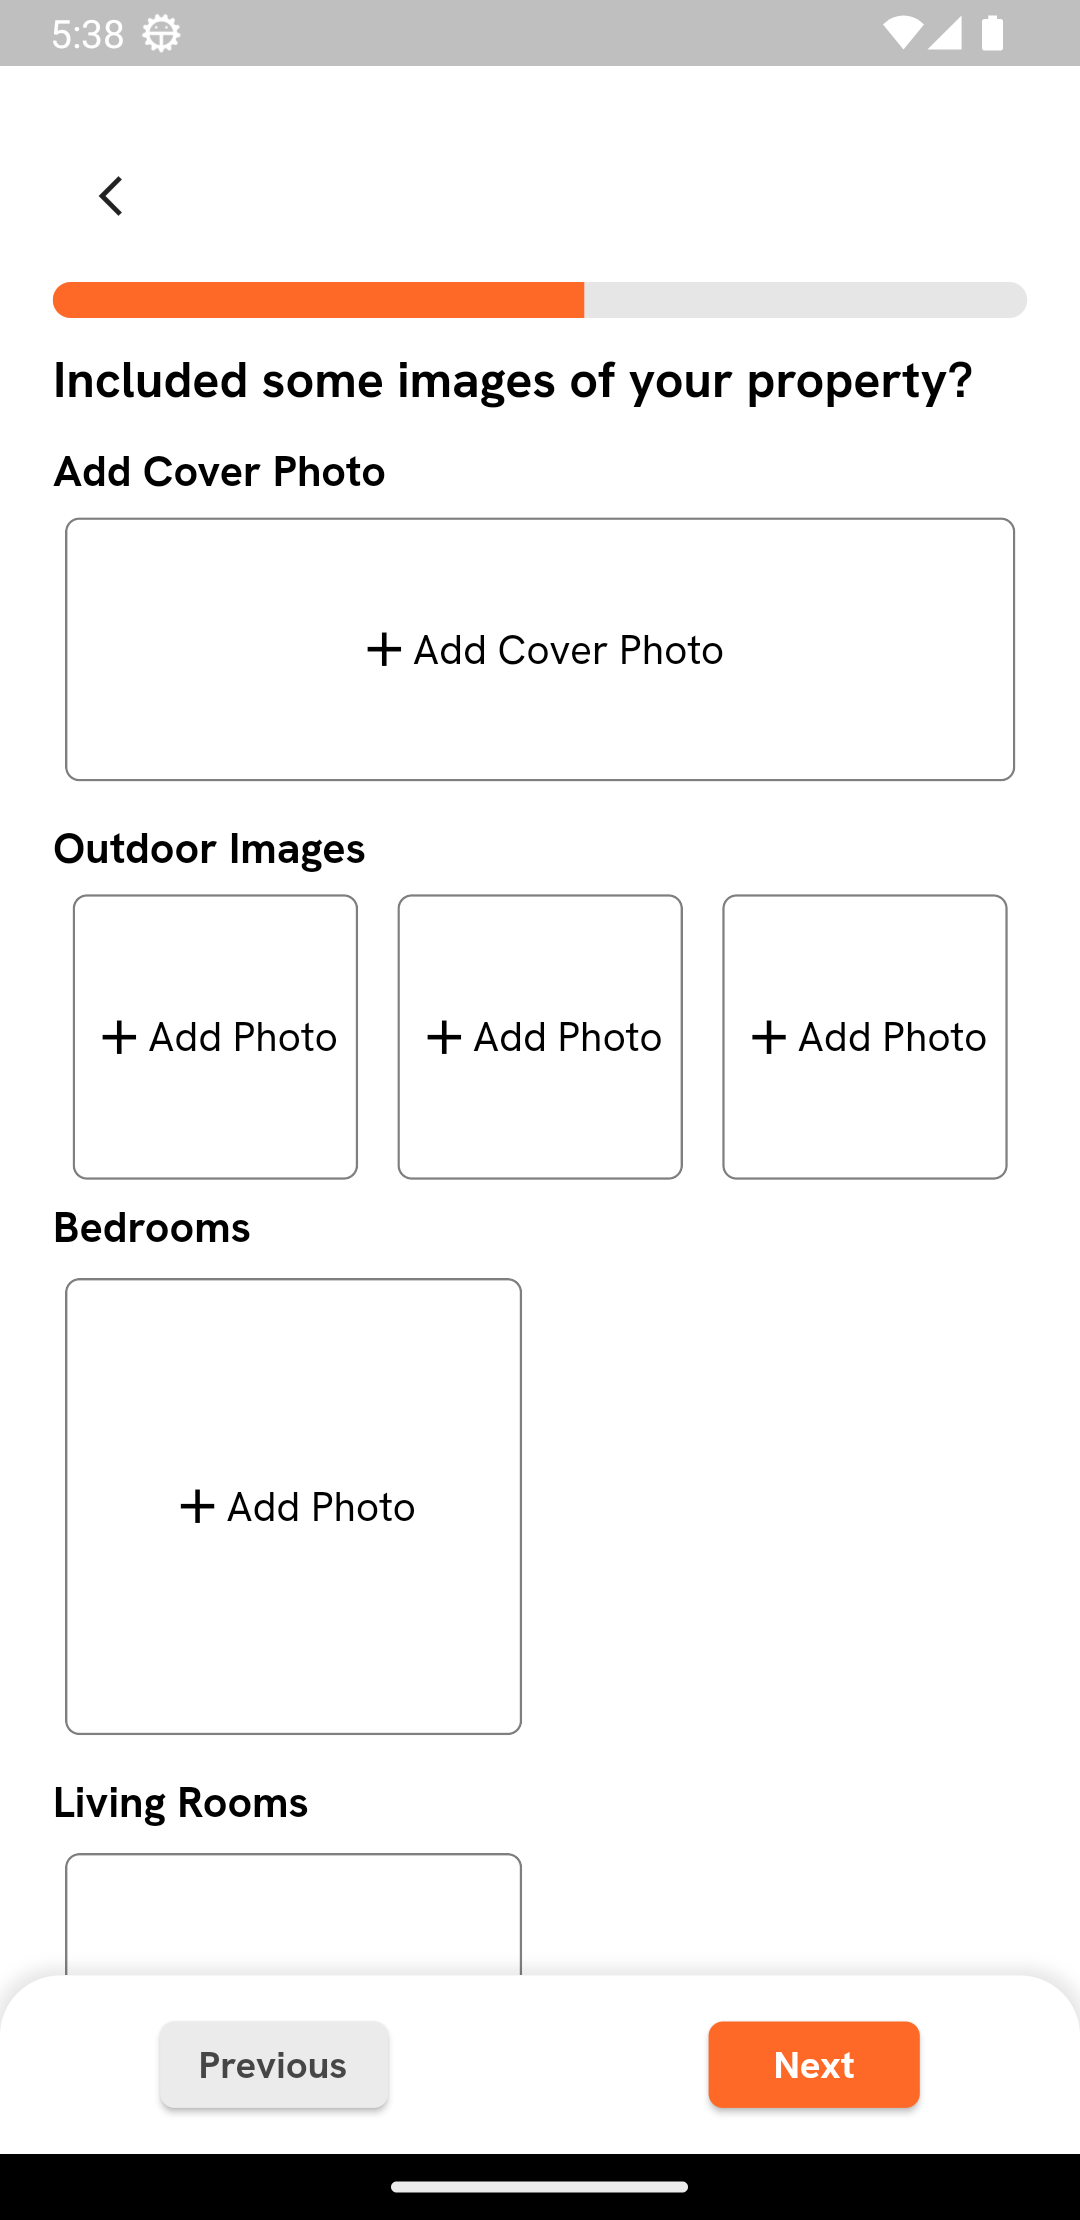 5:38
Included some images of your property?
Add Cover Photo
+ Add Cover Photo
Outdoor Images
+ Add Photo + Add Photo + Add Photo
Bedrooms
+ Add Photo
Living Rooms
Previous Next